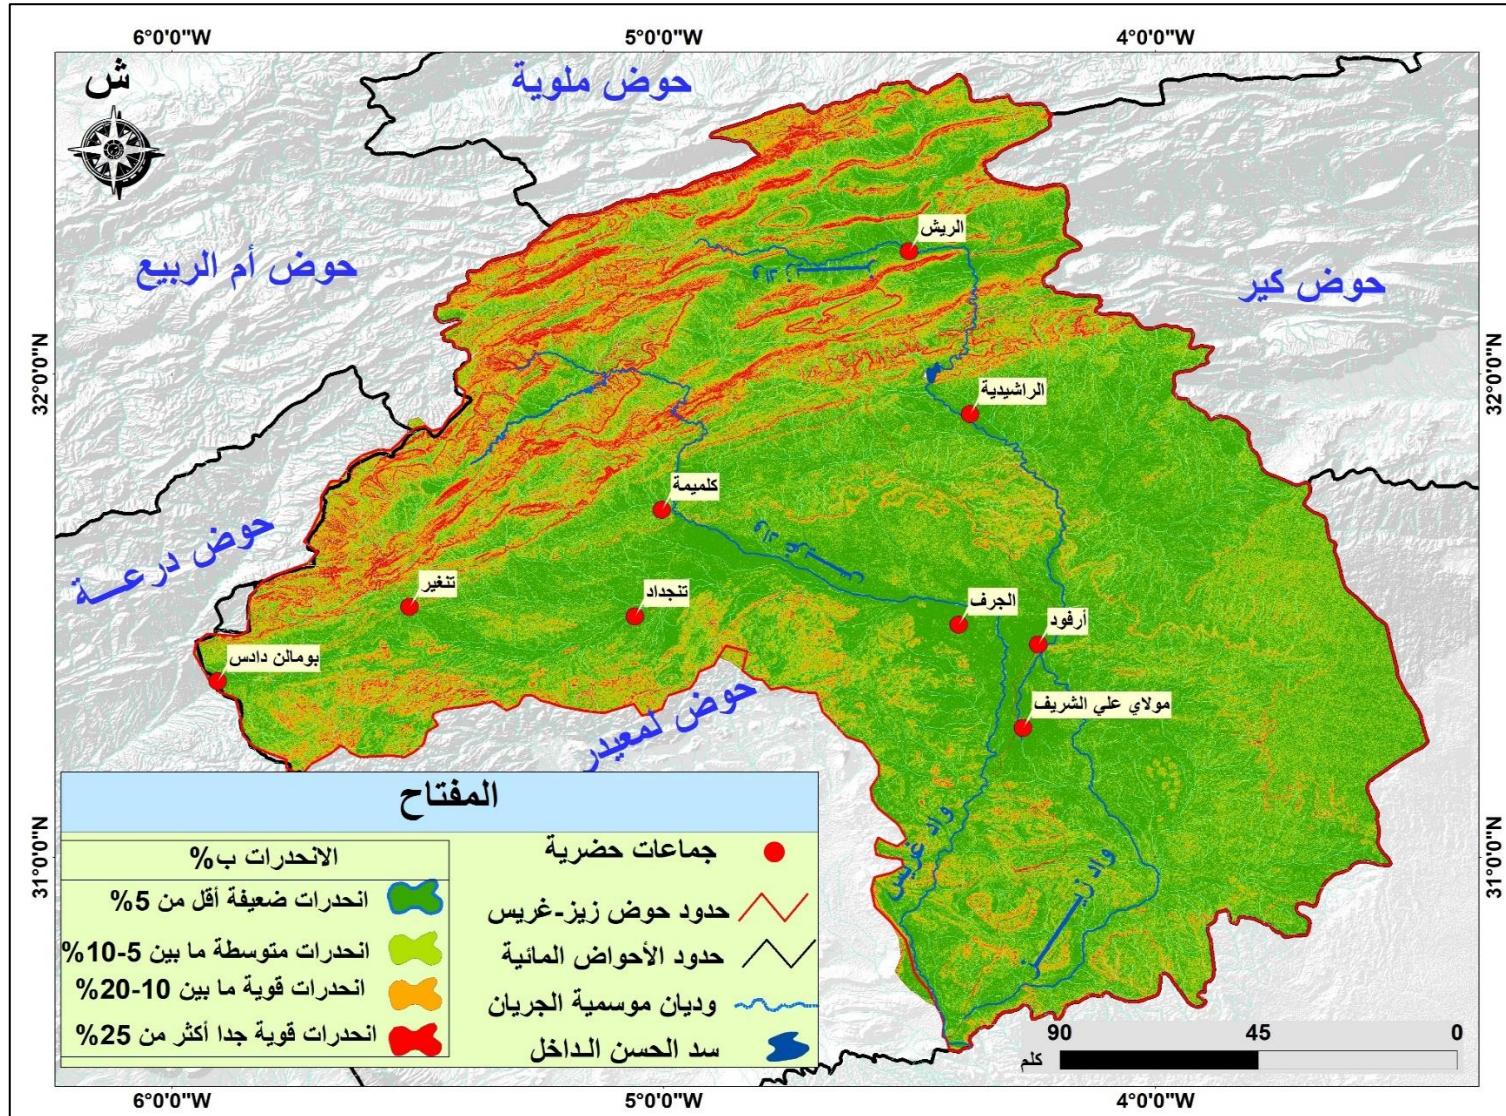 6°0'0"W
5°0'0"W
4°0'0"W
ش
حوض ملوية
حوض أم الربيع
حوض كير
الريش
واد زيز
32°0'0"N
32°0'0"N
الراشيدية
كلميمة
حوض درعة
واد غريس
تنغير
تنجداد
الجرف
أرفود
بومالن دادس
حوض لمعيدر
مولاي علي الشريف
واد غريس
واد زيز
31°0'0"N
31°0'0"N
المفتاح
جماعات حضرية
حدود حوض زيز-غريس
حدود الأحواض المائية
وديان موسمية الجريان
سد الحسن الداخل
الانحدرات ب%
انحدرات ضعيفة أقل من 5%
انحدرات متوسطة ما بين 5-10%
انحدرات قوية ما بين 10-20%
انحدرات قوية جدا أكثر من 25%
90
45
0
كلم
6°0'0"W
5°0'0"W
4°0'0"W